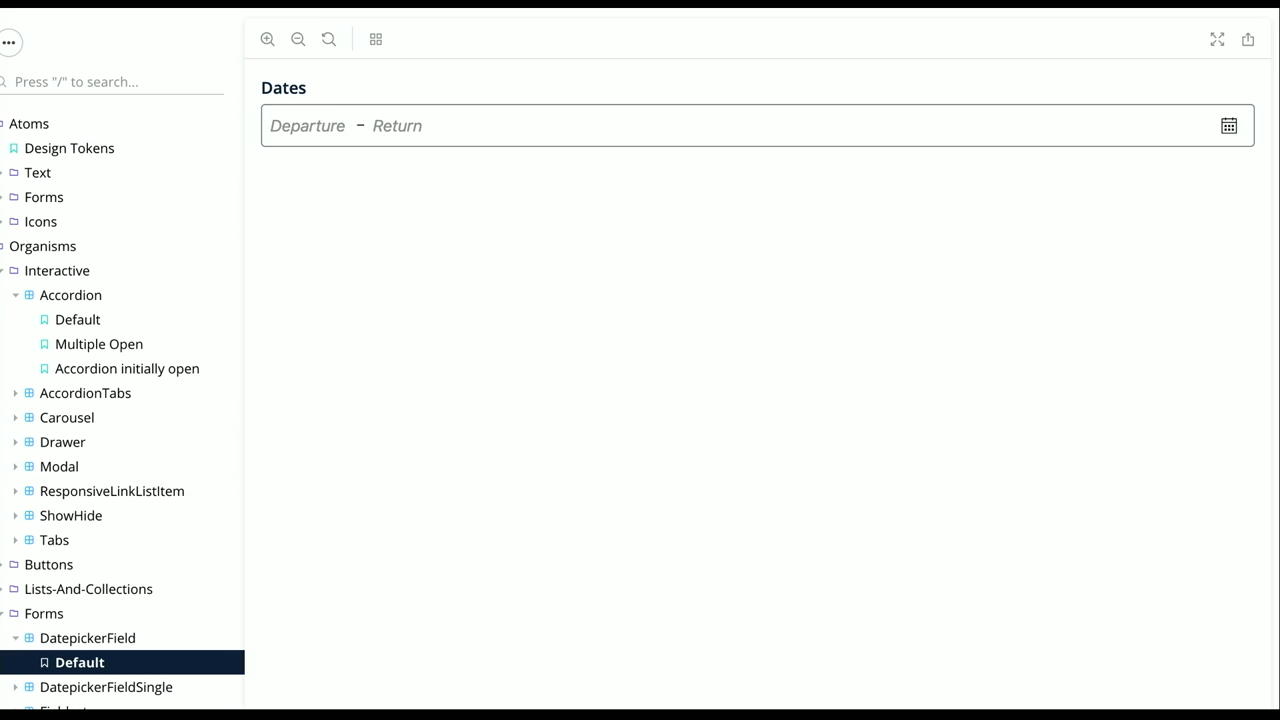 Press "/" to search...
Atoms
Design Tokens
Text
Forms
Icons
Organisms
Interactive
Accordion
Default
Multiple Open
Accordion initially open
AccordionTabs
Carousel
Drawer
Modal
ResponsiveLinkListItem
ShowHide
Tabs
Buttons
Lists-And-Collections
Forms
DatepickerField
Default
DatepickerFieldSingle
Dates
Departure – Return